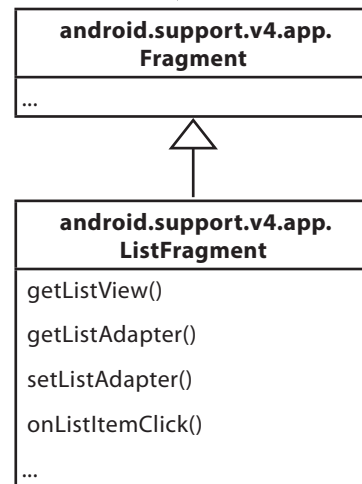 android.support.v4.app.
Fragment
...
android.support.v4.app.
ListFragment
getListView()
getListAdapter()
setListAdapter()
onListItemClick()
...